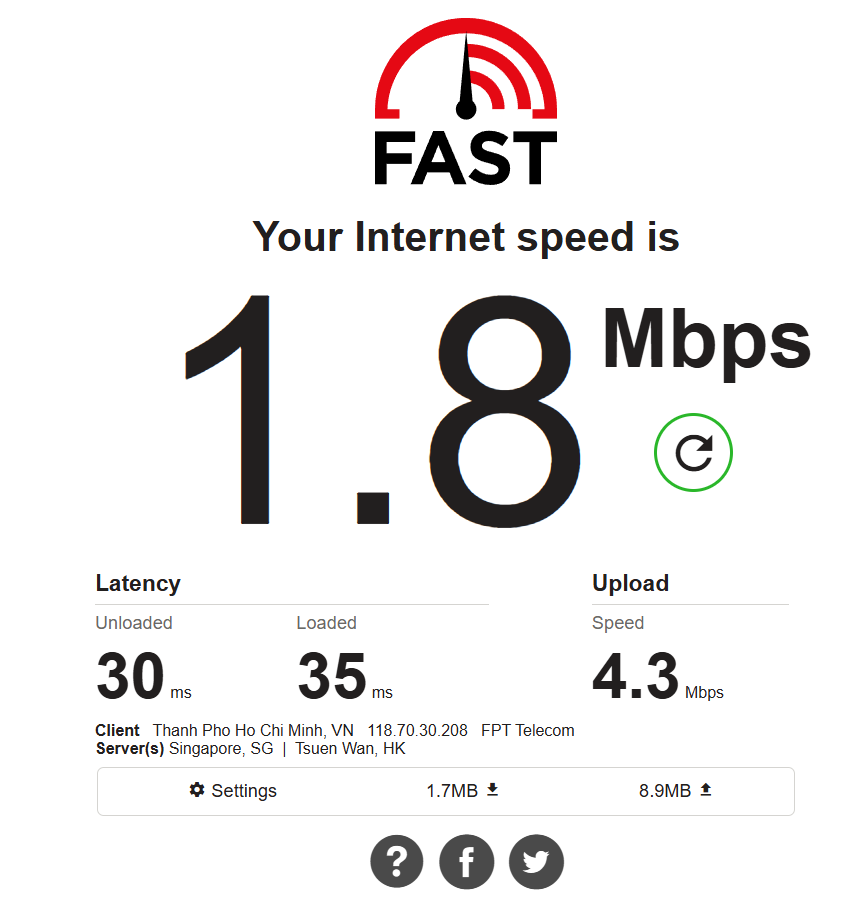 FAST
Your Internet speed is
1.8 Mbps
Latency Upload
Unloaded Loaded Speed
30 ms 35 ms 4.3 Mbps
Client Thanh Pho Ho Chi Minh, VN 118.70.30.208 FPT Telecom
Server(s) Singapore, SG | Tsuen Wan, HK
Settings 1.7MB 8.9MB
? f